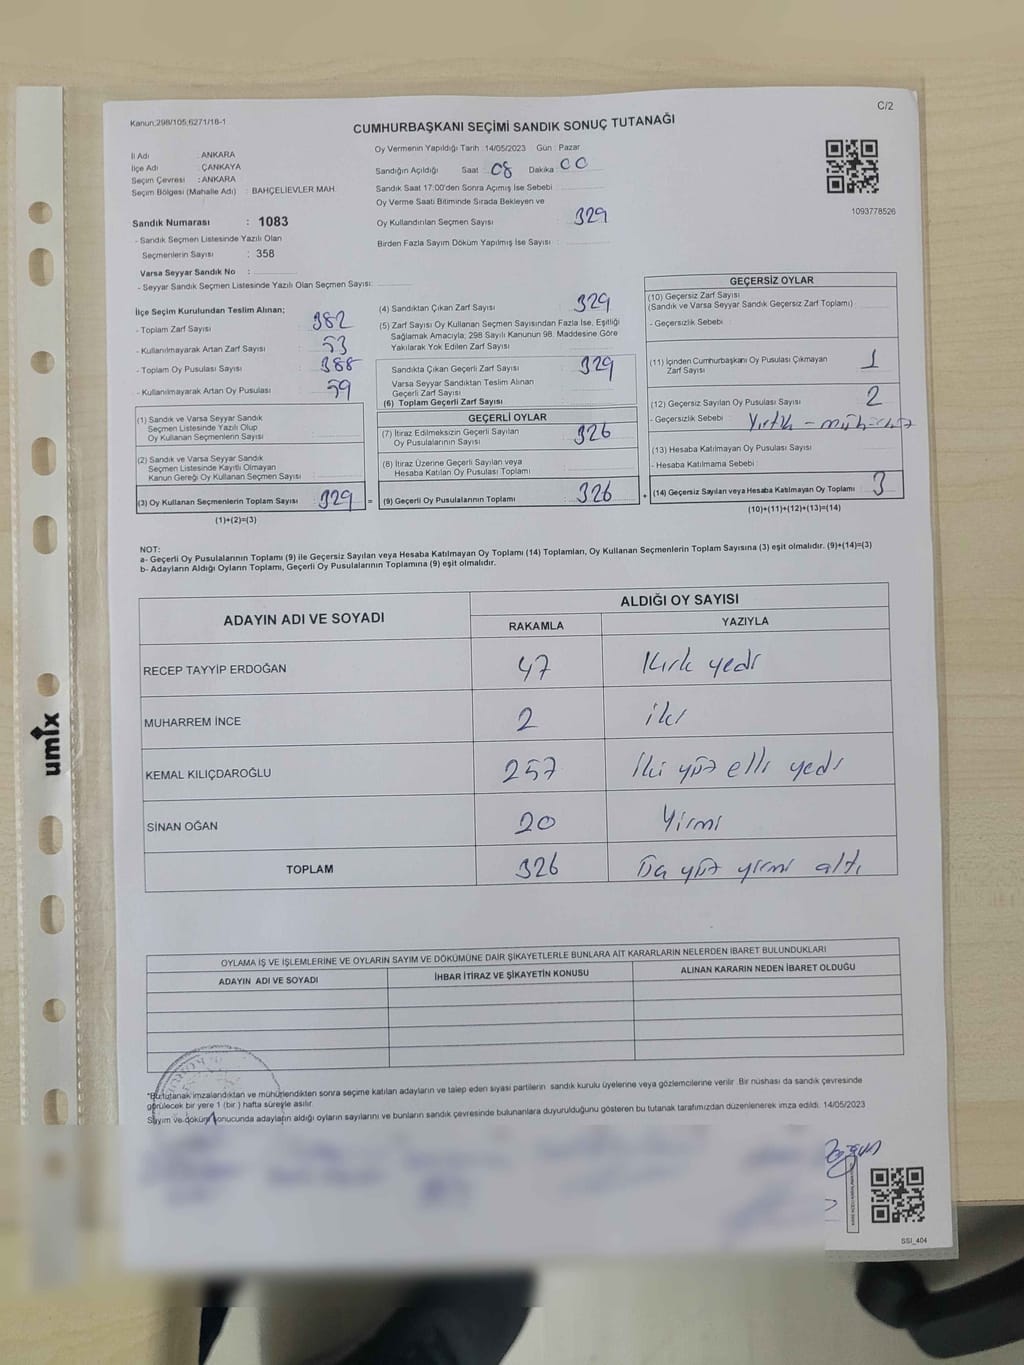 Kanun;298/105,6271/16-1
C/2
CUMHURBAŞKANI SEÇİMİ SANDIK SONUÇ TUTANAĞI
İl Adı : ANKARA
İlçe Adı : ÇANKAYA
Seçim Çevresi : ANKARA
Seçim Bölgesi (Mahalle Adı) : BAHÇELİEVLER MAH.
Sandık Numarası : 1083
- Sandık Seçmen Listesinde Yazılı Olan
Seçmenlerin Sayısı : 358
Varsa Seyyar Sandık No :
- Seyyar Sandık Seçmen Listesinde Yazılı Olan Seçmen Sayısı:
Oy Vermenin Yapıldığı Tarih :14/05/2023 Gün : Pazar
Sandığın Açıldığı Saat 08 Dakika 00
Sandık Saat 17:00'den Sonra Açımış İse Sebebi
Oy Verme Saati Bitiminde Sırada Bekleyen ve
Oy Kullandırılan Seçmen Sayısı : 329
Birden Fazla Sayım Döküm Yapılmış İse Sayısı :
1093778526
İlçe Seçim Kurulundan Teslim Alınan;
- Toplam Zarf Sayısı : 382
- Kullanılmayarak Artan Zarf Sayısı : 53
- Toplam Oy Pusulası Sayısı : 388
- Kullanılmayarak Artan Oy Pusulası : 59
(1) Sandık ve Varsa Seyyar Sandık
Seçmen Listesinde Yazılı Olup
Oy Kullanan Seçmenlerin Sayısı
(2) Sandık ve Varsa Seyyar Sandık
Seçmen Listesinde Kayıtlı Olmayan
Kanun Gereği Oy Kullanan Seçmen Sayısı
(3) Oy Kullanan Seçmenlerin Toplam Sayısı 329 =
(1)+(2)=(3)
(4) Sandıktan Çıkan Zarf Sayısı : 329
(5) Zarf Sayısı Oy Kullanan Seçmen Sayısından Fazla İse, Eşitliği
Sağlamak Amacıyla; 298 Sayılı Kanunun 98. Maddesine Göre
Yakılarak Yok Edilen Zarf Sayısı
Sandıkta Çıkan Geçerli Zarf Sayısı : 329
Varsa Seyyar Sandıktan Teslim Alınan
Geçerli Zarf Sayısı
(6) Toplam Geçerli Zarf Sayısı
GEÇERLİ OYLAR
(7) İtiraz Edilmeksizin Geçerli Sayılan
Oy Pusulalarının Sayısı : 326
(8) İtiraz Üzerine Geçerli Sayılan veya
Hesaba Katılan Oy Pusulası Toplamı
(9) Geçerli Oy Pusulalarının Toplamı : 326 +
GEÇERSİZ OYLAR
(10) Geçersiz Zarf Sayısı
(Sandık ve Varsa Seyyar Sandık Geçersiz Zarf Toplamı)
- Geçersizlik Sebebi :
(11) İçinden Cumhurbaşkanı Oy Pusulası Çıkmayan
Zarf Sayısı : 1
(12) Geçersiz Sayılan Oy Pusulası Sayısı : 2
- Geçersizlik Sebebi : Yırtık -
(13) Hesaba Katılmayan Oy Pusulası Sayısı
- Hesaba Katılmama Sebebi :
(14) Geçersiz Sayılan veya Hesaba Katılmayan Oy Toplamı : 3
(10)+(11)+(12)+(13)=(14)
NOT:
a- Geçerli Oy Pusulalarının Toplamı (9) ile Geçersiz Sayılan veya Hesaba Katılmayan Oy Toplamı (14) Toplamları, Oy Kullanan Seçmenlerin Toplam Sayısına (3) eşit olmalıdır. (9)+(14)=(3)
b- Adayların Aldığı Oyların Toplamı, Geçerli Oy Pusulalarının Toplamına (9) eşit olmalıdır.
ADAYIN ADI VE SOYADI
ALDIĞI OY SAYISI
RAKAMLA YAZIYLA
RECEP TAYYİP ERDOĞAN 47 Kırk yedi
MUHARREM İNCE 2 iki
KEMAL KILIÇDAROĞLU 257 İki yüz elli yedi
SİNAN OĞAN 20 Yirmi
TOPLAM 326 Üç yüz yirmi altı
OYLAMA İŞ VE İŞLEMLERİNE VE OYLARIN SAYIM VE DÖKÜMÜNE DAİR ŞİKAYETLERLE BUNLARA AİT KARARLARIN NELERDEN İBARET BULUNDUKLARI
ADAYIN ADI VE SOYADI İHBAR İTİRAZ VE ŞİKAYETİN KONUSU ALINAN KARARIN NEDEN İBARET OLDUĞU
*Bu tutanak imzalandıktan ve mühürlendikten sonra seçime katılan adayların ve talep eden siyasi partilerin sandık kurulu üyelerine veya gözlemcilerine verilir. Bir nüshası da sandık çevresinde
görülecek bir yere 1 (bir) hafta süreyle asılır.
Sayım ve döküm sonucunda adayların aldığı oyların sayılarını ve bunların sandık çevresinde bulunanlara duyurulduğunu gösteren bu tutanak tarafımızdan düzenlenerek imza edildi. 14/05/2023
SSI_404
umix